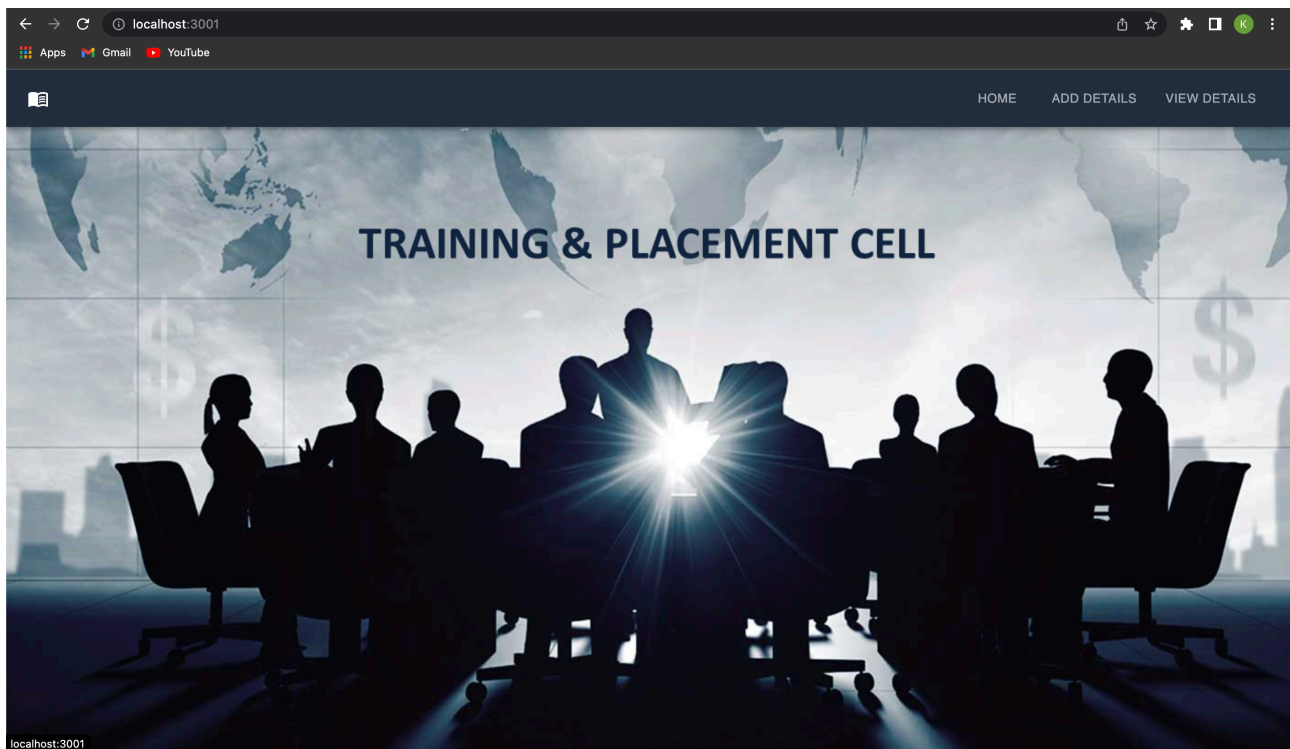 localhost:3001
K
Apps Gmail YouTube
HOME ADD DETAILS VIEW DETAILS
TRAINING & PLACEMENT CELL
$
$
localhost:3001